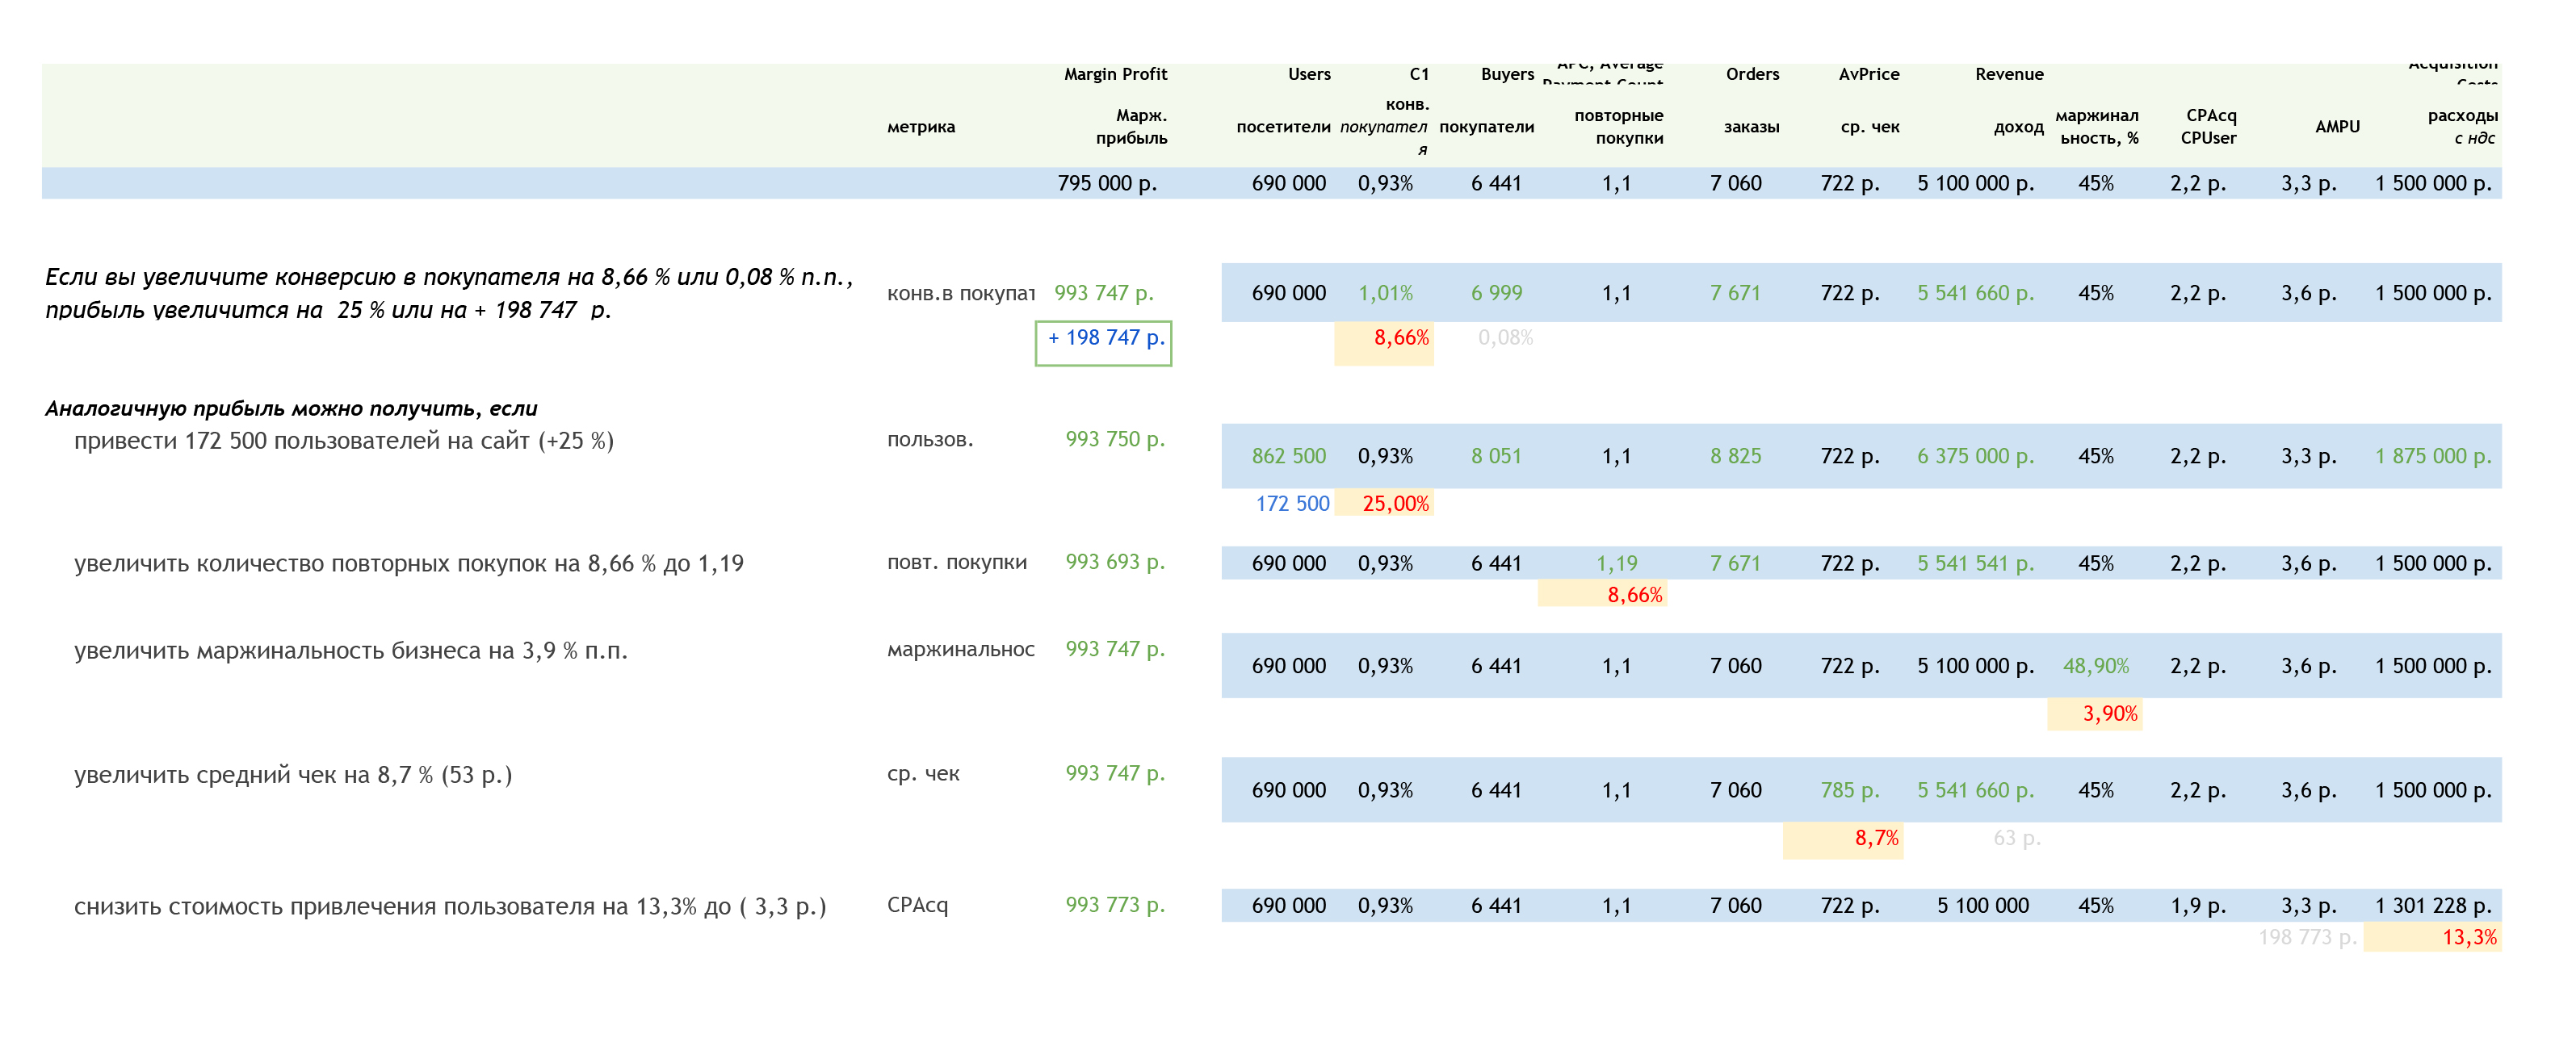 Margin Profit Users C1 Buyers APC, Average Payment Count Orders AvPrice Revenue Acquisition Costs
метрика Марж. прибыль посетители конв. покупателя покупатели повторные покупки заказы ср. чек доход маржинальность, % CPAcq CPUser AMPU расходы с ндс
795 000 р. 690 000 0,93% 6 441 1,1 7 060 722 р. 5 100 000 р. 45% 2,2 р. 3,3 р. 1 500 000 р.
Если вы увеличите конверсию в покупателя на 8,66 % или 0,08 % п.п.,
прибыль увеличится на 25 % или на + 198 747 р.
конв.в покупат 993 747 р. 690 000 1,01% 6 999 1,1 7 671 722 р. 5 541 660 р. 45% 2,2 р. 3,6 р. 1 500 000 р.
+ 198 747 р. 8,66% 0,08%
Аналогичную прибыль можно получить, если
привести 172 500 пользователей на сайт (+25 %) пользов. 993 750 р. 862 500 0,93% 8 051 1,1 8 825 722 р. 6 375 000 р. 45% 2,2 р. 3,3 р. 1 875 000 р.
172 500 25,00%
увеличить количество повторных покупок на 8,66 % до 1,19 повт. покупки 993 693 р. 690 000 0,93% 6 441 1,19 7 671 722 р. 5 541 541 р. 45% 2,2 р. 3,6 р. 1 500 000 р.
8,66%
увеличить маржинальность бизнеса на 3,9 % п.п. маржинальнос 993 747 р. 690 000 0,93% 6 441 1,1 7 060 722 р. 5 100 000 р. 48,90% 2,2 р. 3,6 р. 1 500 000 р.
3,90%
увеличить средний чек на 8,7 % (53 р.) ср. чек 993 747 р. 690 000 0,93% 6 441 1,1 7 060 785 р. 5 541 660 р. 45% 2,2 р. 3,6 р. 1 500 000 р.
8,7% 63 р.
снизить стоимость привлечения пользователя на 13,3% до ( 3,3 р.) CPAcq 993 773 р. 690 000 0,93% 6 441 1,1 7 060 722 р. 5 100 000 45% 1,9 р. 3,3 р. 1 301 228 р.
198 773 р. 13,3%